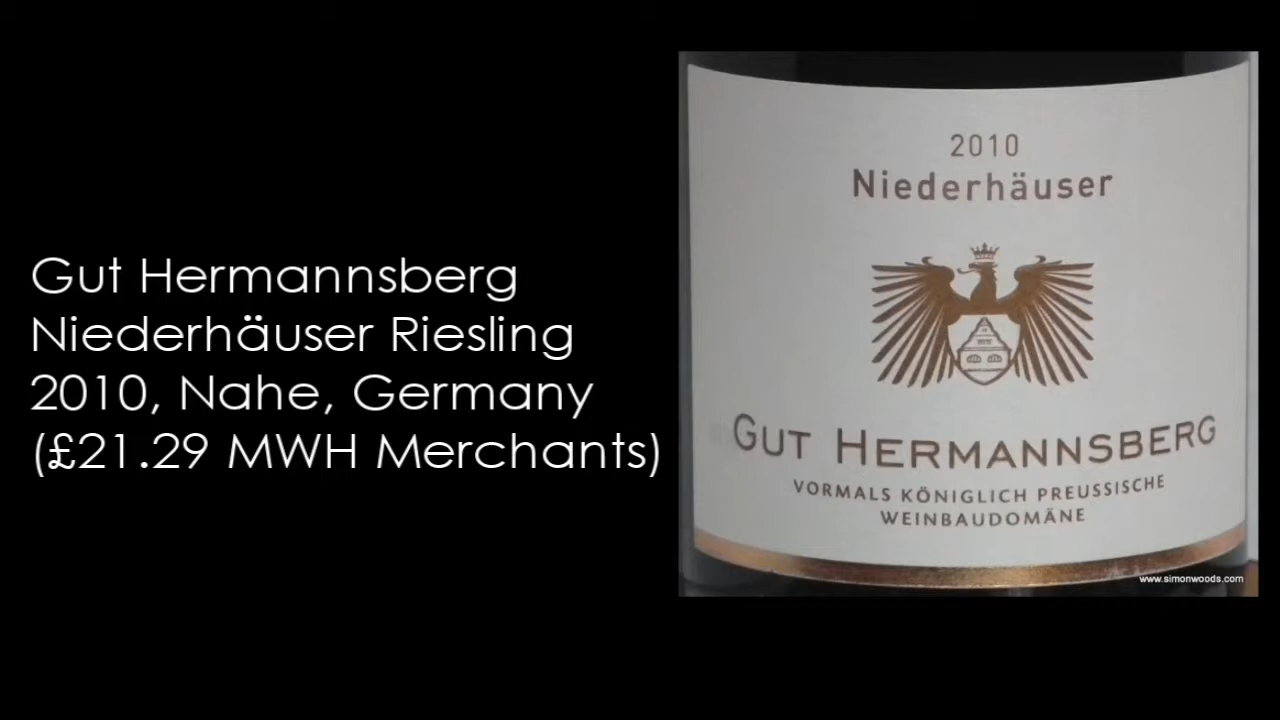 Gut Hermannsberg
Niederhäuser Riesling
2010, Nahe, Germany
(£21.29 MWH Merchants)
2010
Niederhäuser
GUT HERMANNSBERG
VORMALS KÖNIGLICH PREUSSISCHE
WEINBAUDOMÄNE
www.simonwoods.com